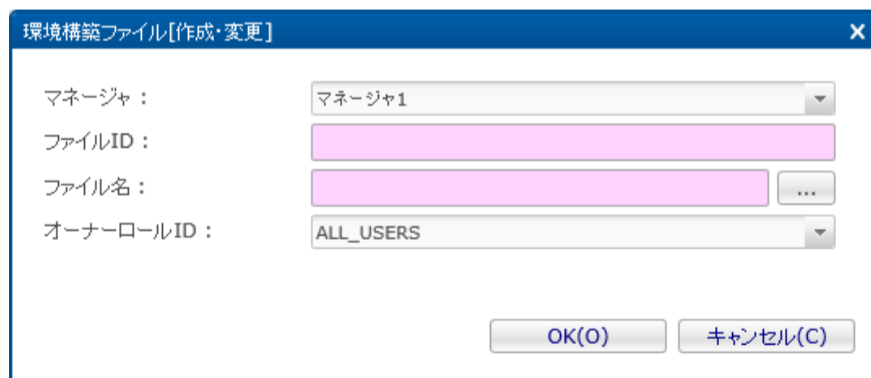 環境構築ファイル[作成・変更]
マネージャ： マネージャ1
ファイルID：
ファイル名： ...
オーナーロールID： ALL_USERS
OK(O) キャンセル(C)